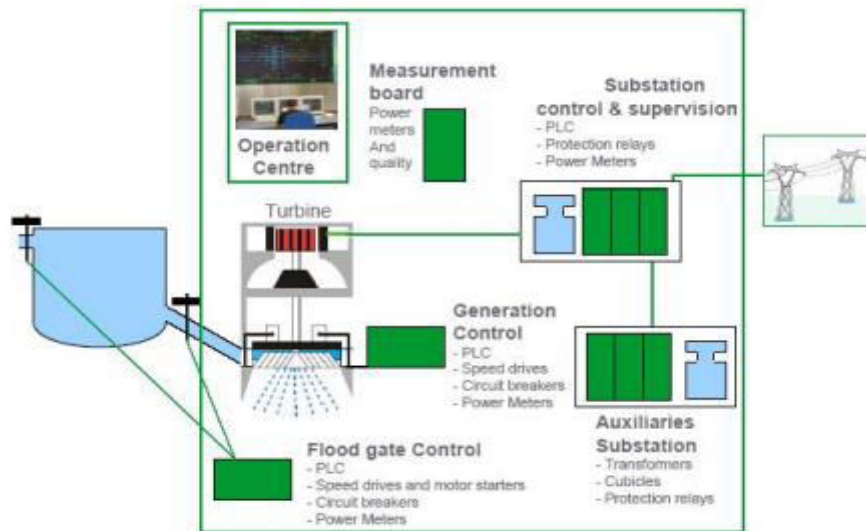 Operation
Centre
Measurement
board
Power
meters
And
quality
Substation
control & supervision
- PLC
- Protection relays
- Power Meters
Turbine
Generation
Control
- PLC
- Speed drives
- Circuit breakers
- Power Meters
Auxiliaries
Substation
- Transformers
- Cubicles
- Protection relays
Flood gate Control
- PLC
- Speed drives and motor starters
- Circuit breakers
- Power Meters